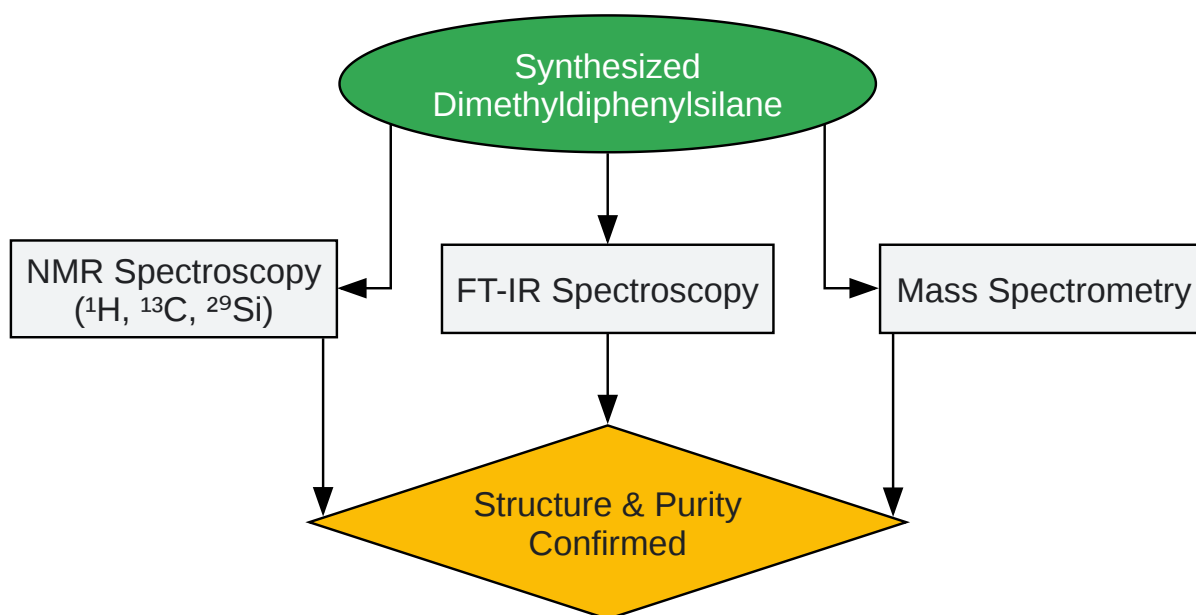 Synthesized
Dimethyldiphenylsilane
NMR Spectroscopy
(¹H, ¹³C, ²⁹Si)
FT-IR Spectroscopy
Mass Spectrometry
Structure & Purity
Confirmed